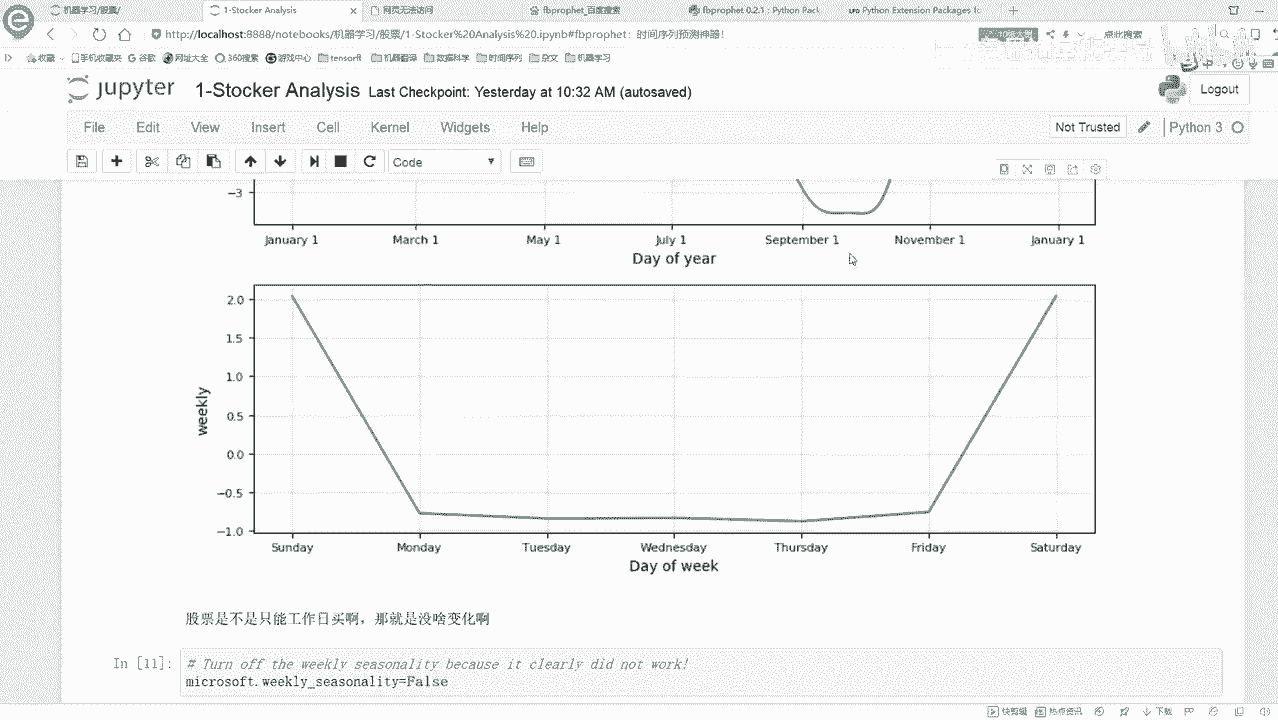 机器学习/股票/
1-Stocker Analysis
网页无法访问
fbprophet_百度搜索
fbprophet 0.2.1 : Python Pack
Python Extension Packages fo
http://localhost:8888/notebooks/机器学习/股票/1-Stocker%20Analysis%20.ipynb#fbprophet：时间序列预测神器！
点此搜索
收藏 手机收藏夹 谷歌 网址大全 360搜索 游戏中心 tensorfl 机器翻译 数据科学 时间序列 杂文 机器学习
jupyter 1-Stocker Analysis Last Checkpoint: Yesterday at 10:32 AM (autosaved)
Logout
File Edit View Insert Cell Kernel Widgets Help
Not Trusted
Python 3
Code
−3
January 1 March 1 May 1 July 1 September 1 November 1 January 1
Day of year
2.0
1.5
1.0
0.5
0.0
−0.5
−1.0
weekly
Sunday Monday Tuesday Wednesday Thursday Friday Saturday
Day of week
股票是不是只能工作日买啊，那就是没啥变化啊
In [11]:
# Turn off the weekly seasonality because it clearly did not work!
microsoft.weekly_seasonality=False
快剪辑 热点资讯 下载